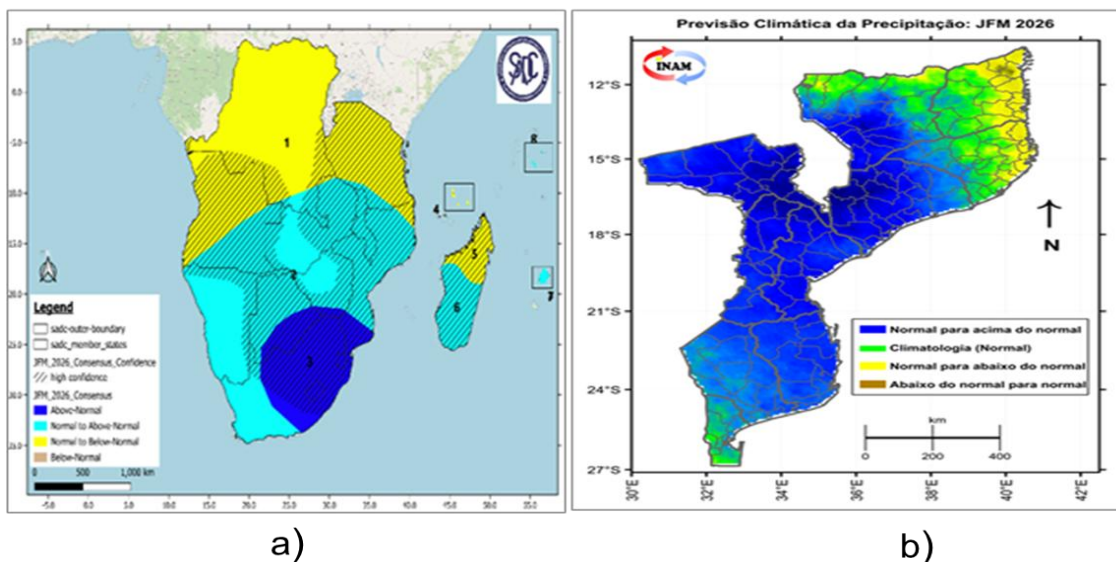 Legend
sadc-outer-boundary
sadc_member_states
JFM_2026_Consensus_Confidence
high confidence
JFM_2026_Consensus
Above-Normal
Normal to Above-Normal
Normal to Below-Normal
Below-Normal
0 500 1,000 km
1
2
3
4
5
6
a)
Previsão Climática da Precipitação: JFM 2026
INAM
12°S
15°S
18°S
21°S
24°S
27°S
N
Normal para acima do normal
Climatologia (Normal)
Normal para abaixo do normal
Abaixo do normal para normal
km
0 200 400
30°E 32°E 34°E 36°E 38°E 40°E 42°E
b)